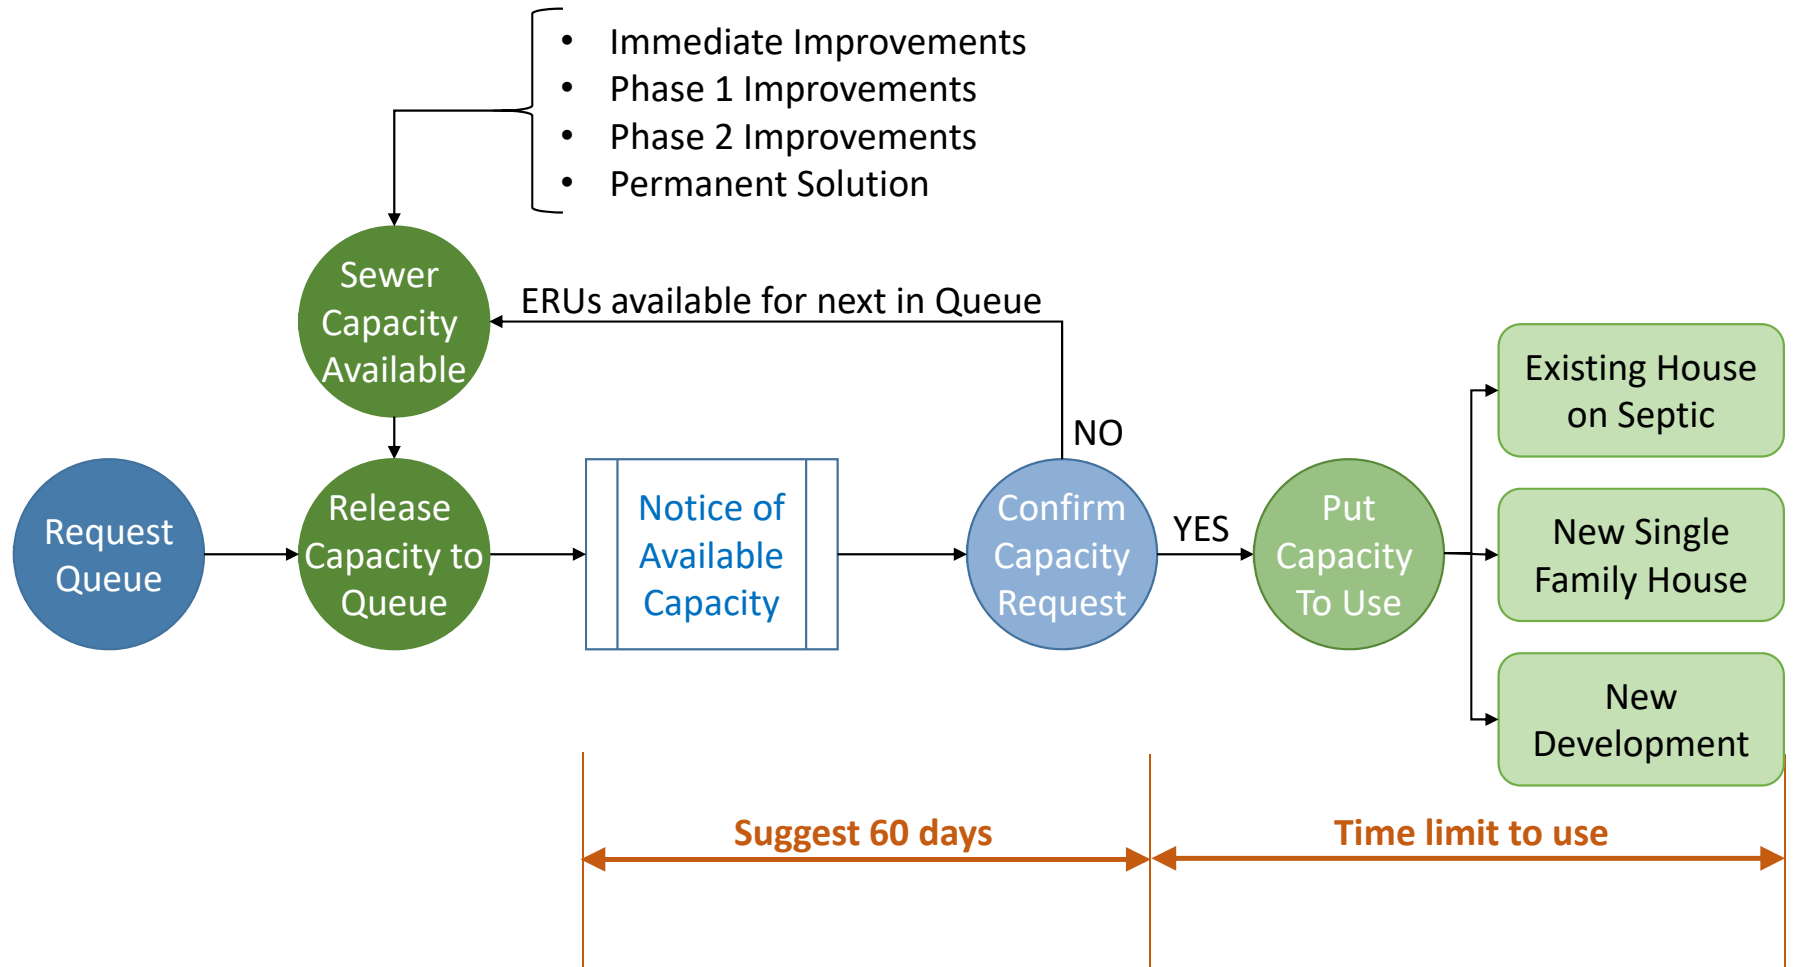 • Immediate Improvements
• Phase 1 Improvements
• Phase 2 Improvements
• Permanent Solution
Sewer
Capacity
Available
ERUs available for next in Queue
NO
Request
Queue
Release
Capacity to
Queue
Notice of
Available
Capacity
Confirm
Capacity
Request
YES
Put
Capacity
To Use
Existing House
on Septic
New Single
Family House
New
Development
Suggest 60 days
Time limit to use